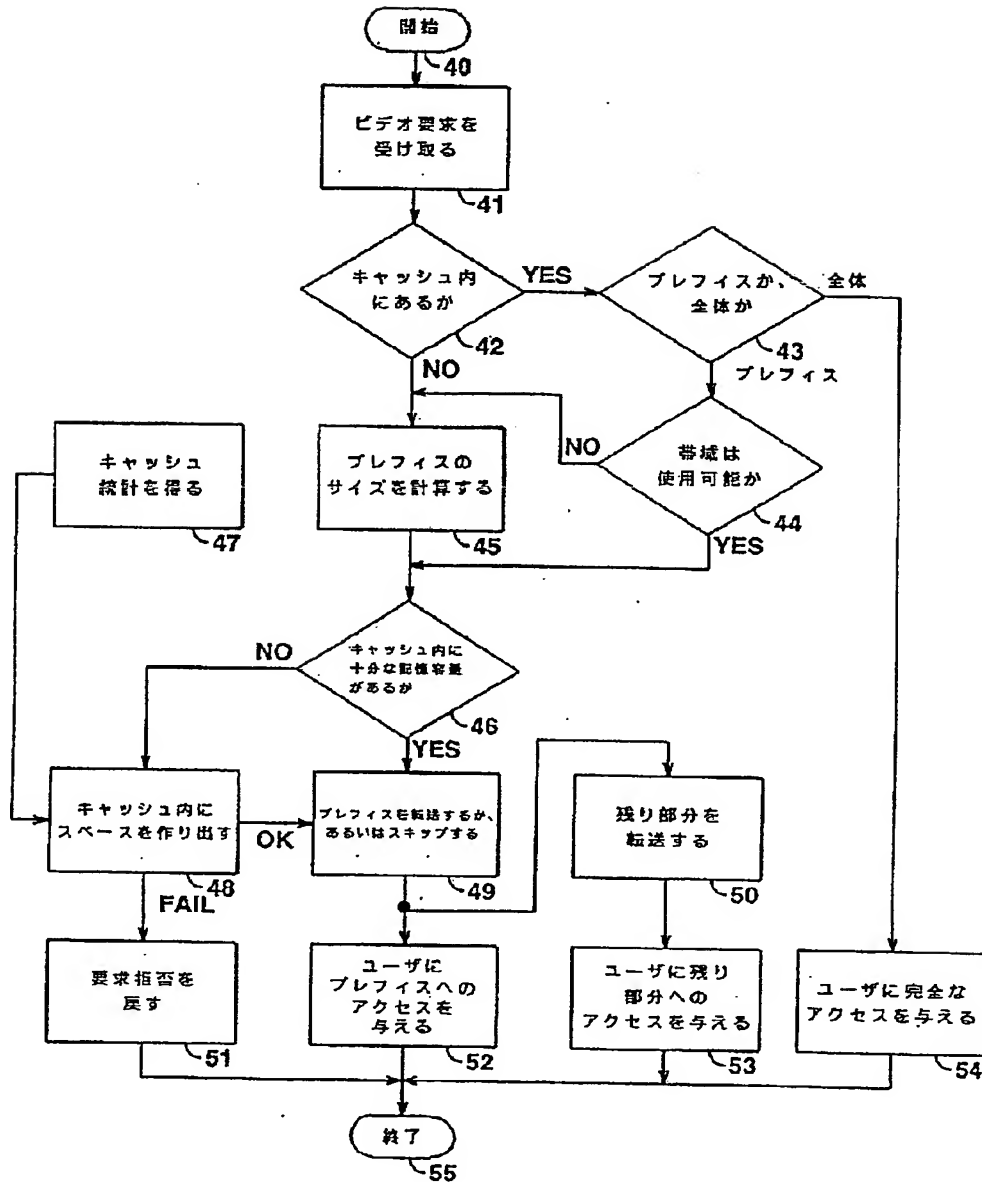 開始
40
ビデオ要求を
受け取る
41
キャッシュ内
にあるか
42
YES
プレフィスか、
全体か
43
全体
NO
プレフィス
帯域は
使用可能か
44
NO
YES
プレフィスの
サイズを計算する
45
キャッシュ
統計を得る
47
キャッシュ内に
十分な記憶容量
があるか
46
NO
YES
キャッシュ内に
スペースを作り出す
48
OK
FAIL
プレフィスを転送するか、
あるいはスキップする
49
残り部分を
転送する
50
要求拒否を
戻す
51
ユーザに
プレフィスへの
アクセスを
与える
52
ユーザに残り
部分への
アクセスを与える
53
ユーザに完全な
アクセスを与える
54
終了
55